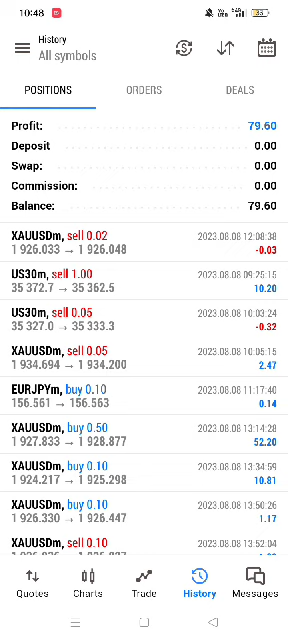 10:48
History
All symbols
POSITIONS ORDERS DEALS
Profit: 79.60
Deposit 0.00
Swap: 0.00
Commission: 0.00
Balance: 79.60
XAUUSDm, sell 0.02 2023.08.08 12:08:38
1 926.033 → 1 926.048 -0.03
US30m, sell 1.00 2023.08.08 09:25:15
35 372.7 → 35 362.5 10.20
US30m, sell 0.05 2023.08.08 10:03:24
35 327.0 → 35 333.3 -0.32
XAUUSDm, sell 0.05 2023.08.08 10:05:15
1 934.694 → 1 934.200 2.47
EURJPYm, buy 0.10 2023.08.08 11:17:40
156.561 → 156.563 0.14
XAUUSDm, buy 0.50 2023.08.08 13:14:28
1 927.833 → 1 928.877 52.20
XAUUSDm, buy 0.10 2023.08.08 13:34:59
1 924.217 → 1 925.298 10.81
XAUUSDm, buy 0.10 2023.08.08 13:50:26
1 926.330 → 1 926.447 1.17
XAUUSDm, sell 0.10 2023.08.08 13:52:04
Quotes Charts Trade History Messages